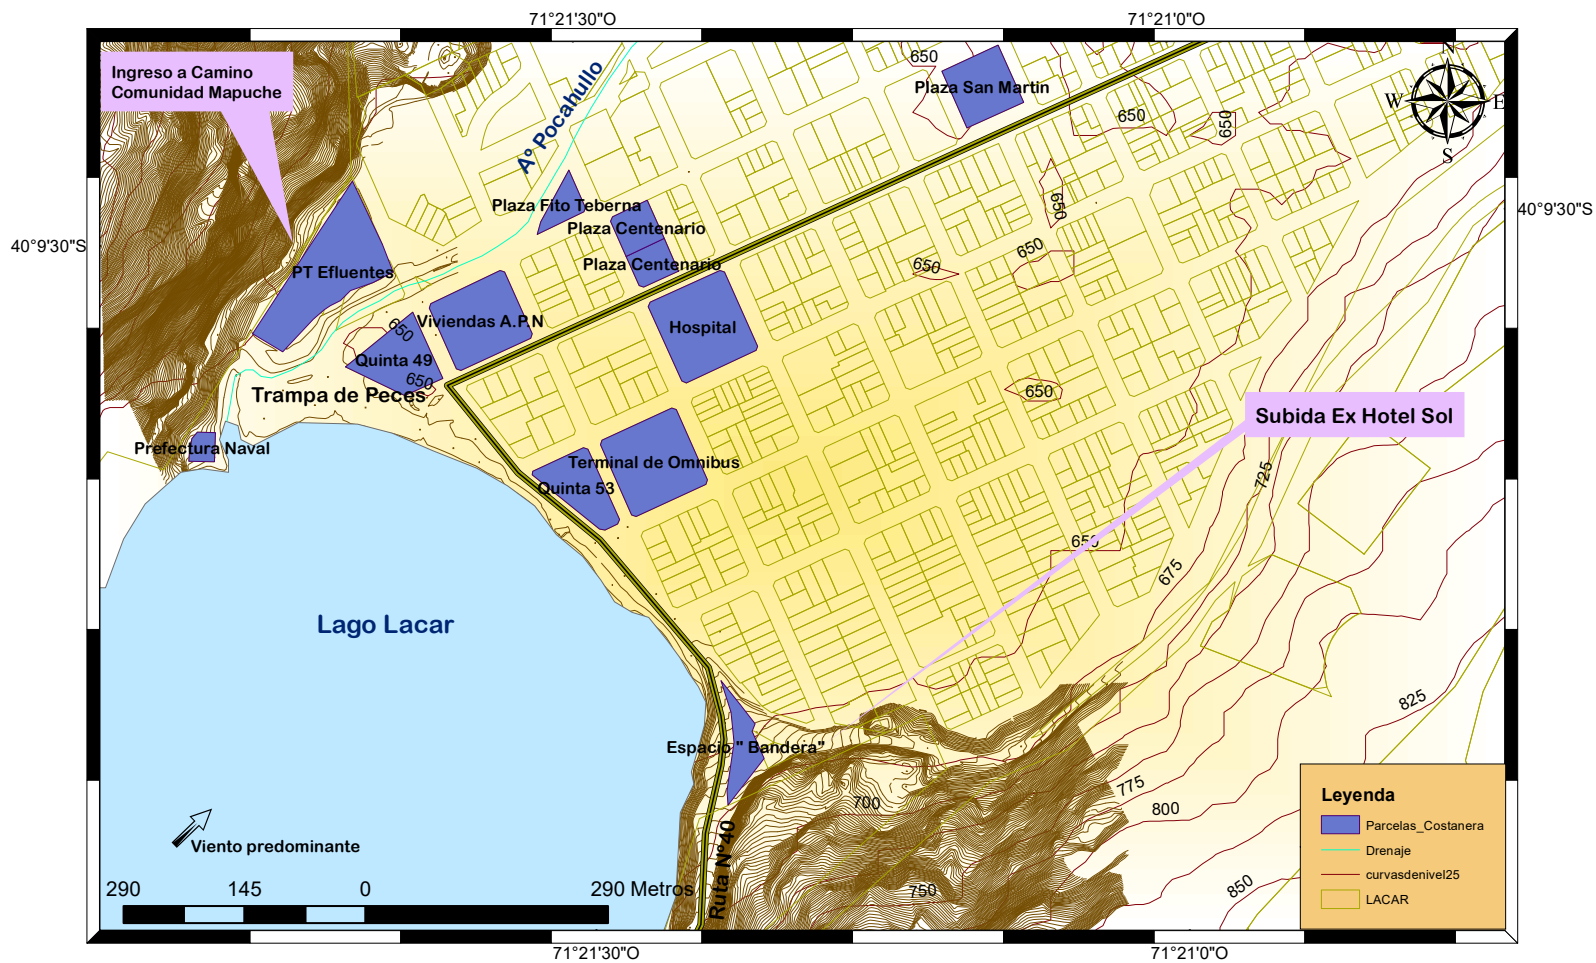 71°21'30"O
71°21'0"O
Ingreso a Camino
Comunidad Mapuche
Aº Pocahullo
650
Plaza San Martin
N
W
E
S
650
650
650
Plaza Fito Teberna
Plaza Centenario
Plaza Centenario
650
650
40°9'30"S
40°9'30"S
PT Efluentes
Viviendas A.P.N
Hospital
650
Quinta 49
650
Trampa de Peces
650
Subida Ex Hotel Sol
Prefectura Naval
Terminal de Omnibus
Quinta 53
725
650
675
Lago Lacar
Espacio " Bandera"
825
775
800
700
750
850
Ruta Nº40
Viento predominante
290
145
0
290 Metros
Leyenda
Parcelas_Costanera
Drenaje
curvasdenivel25
LACAR
71°21'30"O
71°21'0"O